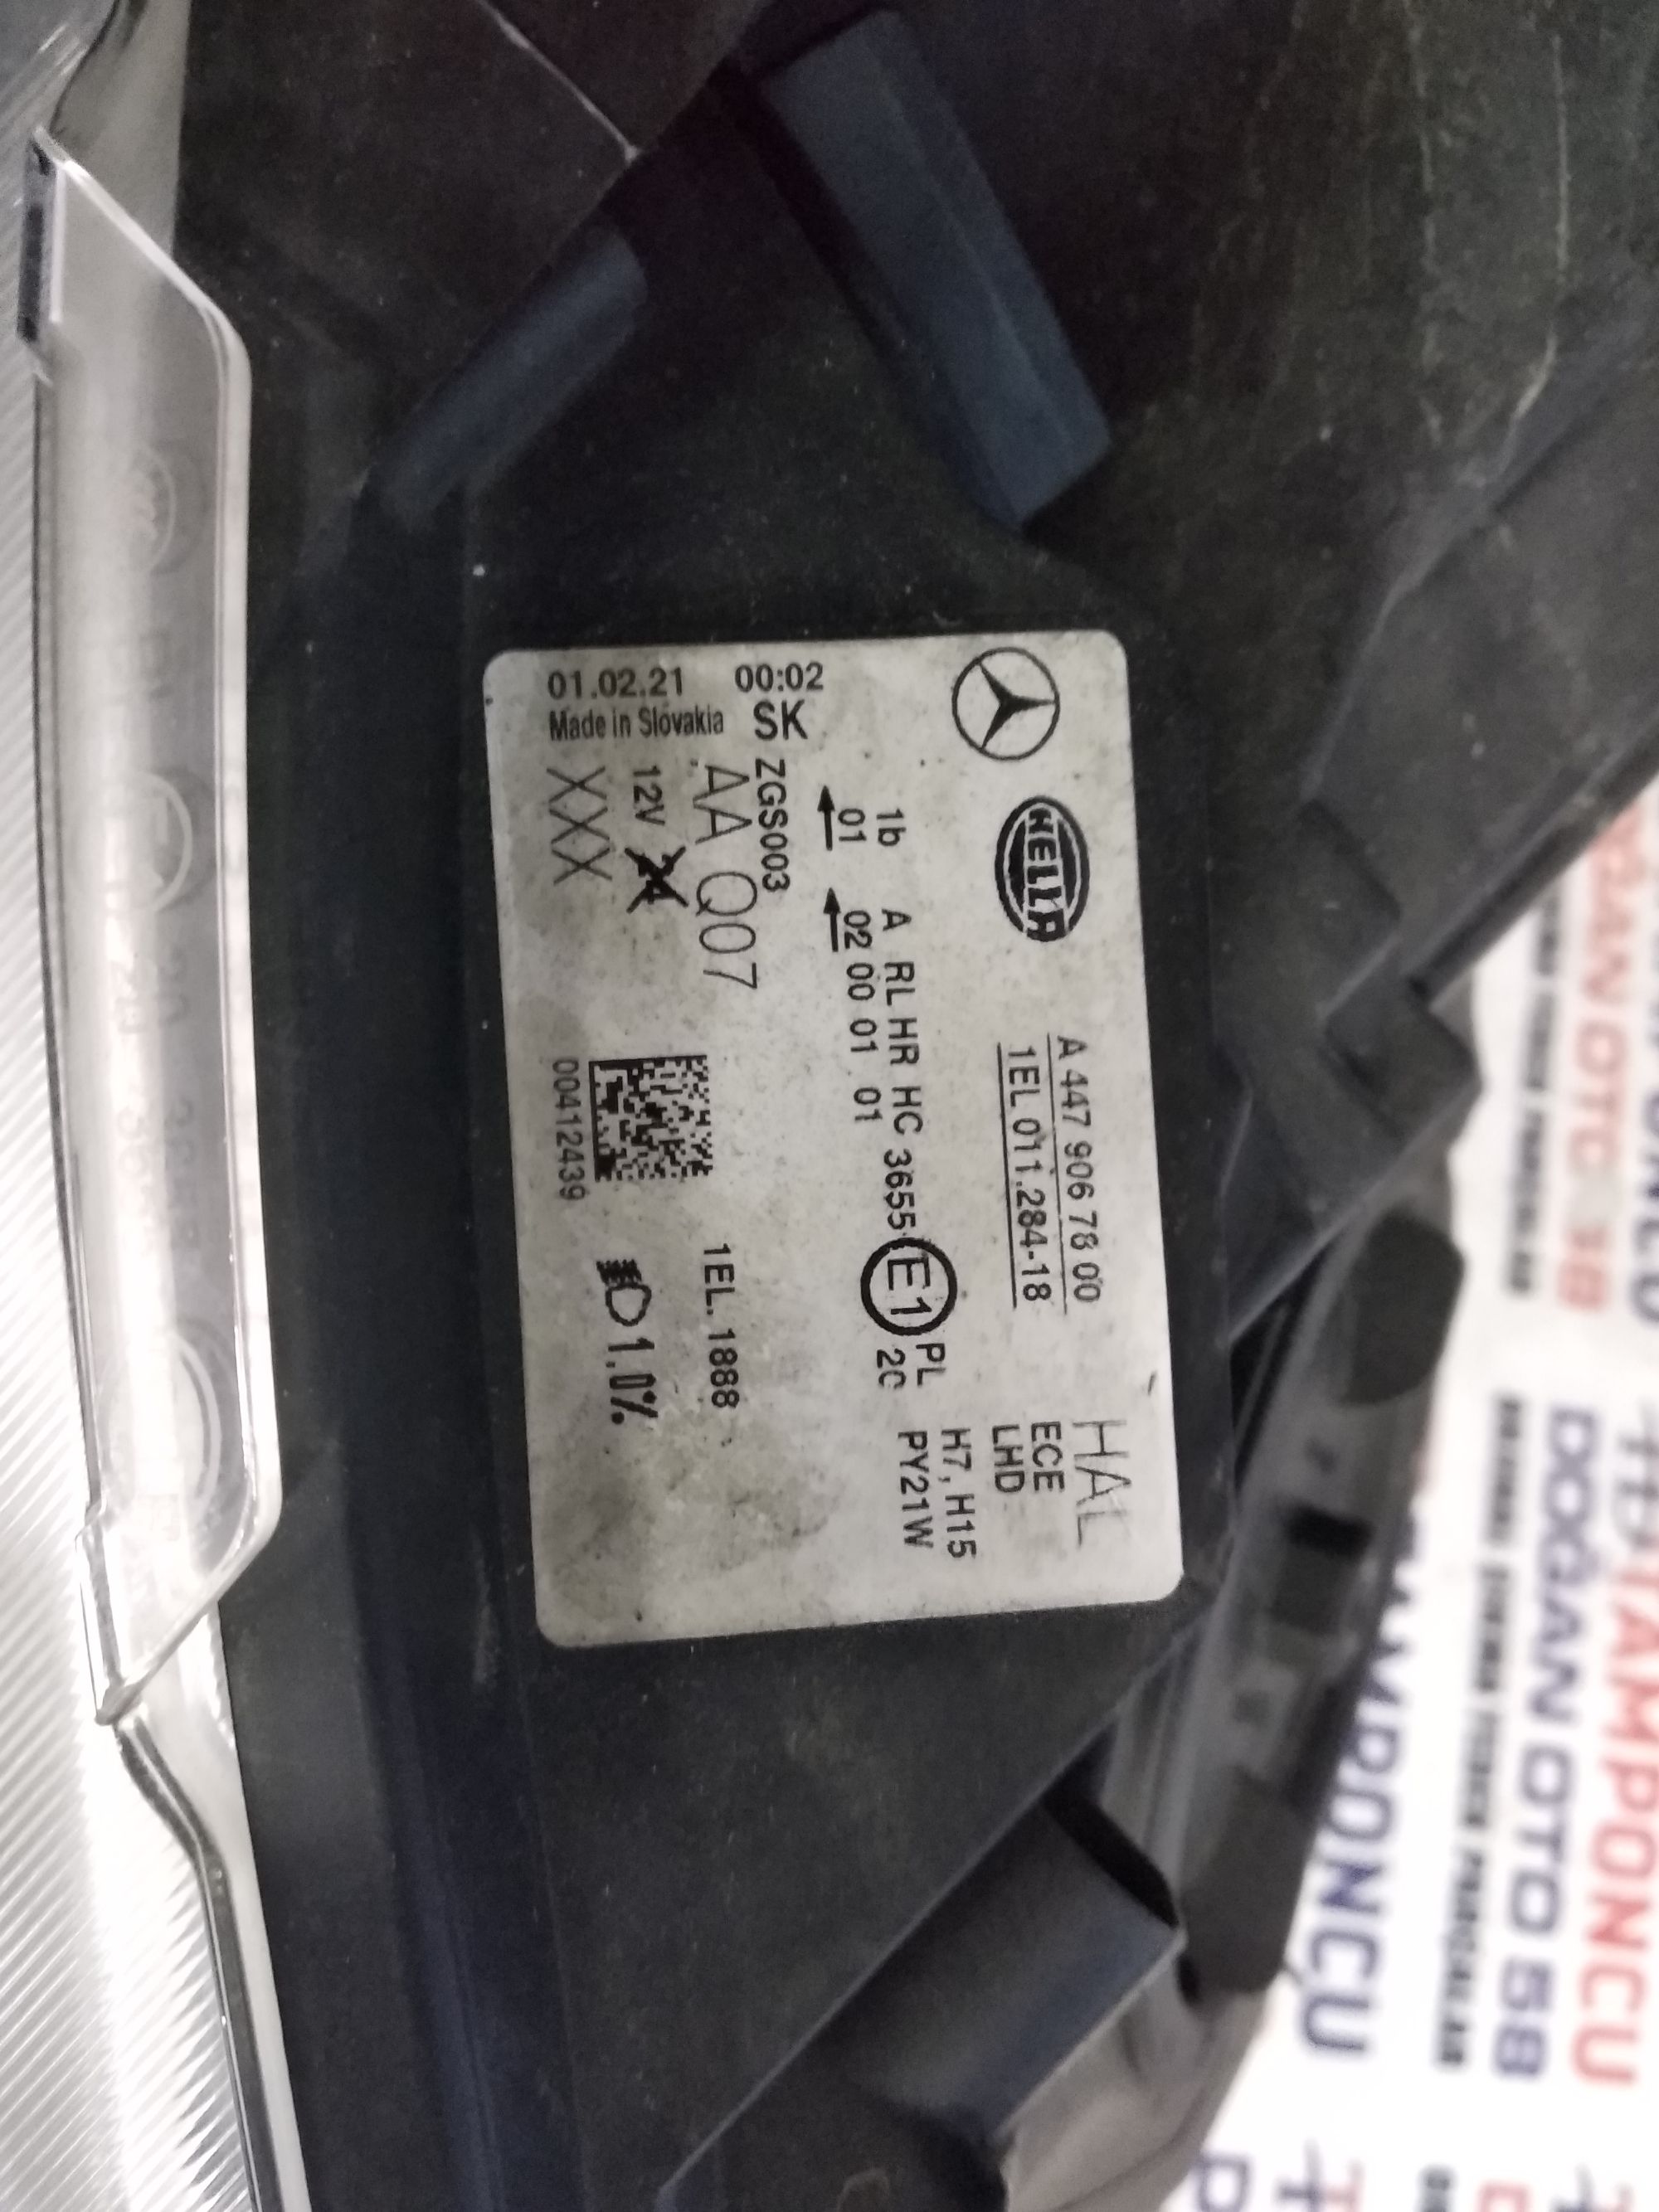 HELLA
A 447 906 78 00
1EL 011.284-18
HAL
ECE
LHD
H7, H15
PY21W
1b A RL HR HC 3655 E1 PL
01 02 00 01 01 20
01.02.21 00:02
Made in Slovakia SK
ZGS003
AA Q07
12V
XXX
00412439
1EL. 1888
1.0%
TAMPONCU
DOĞAN OTO 58